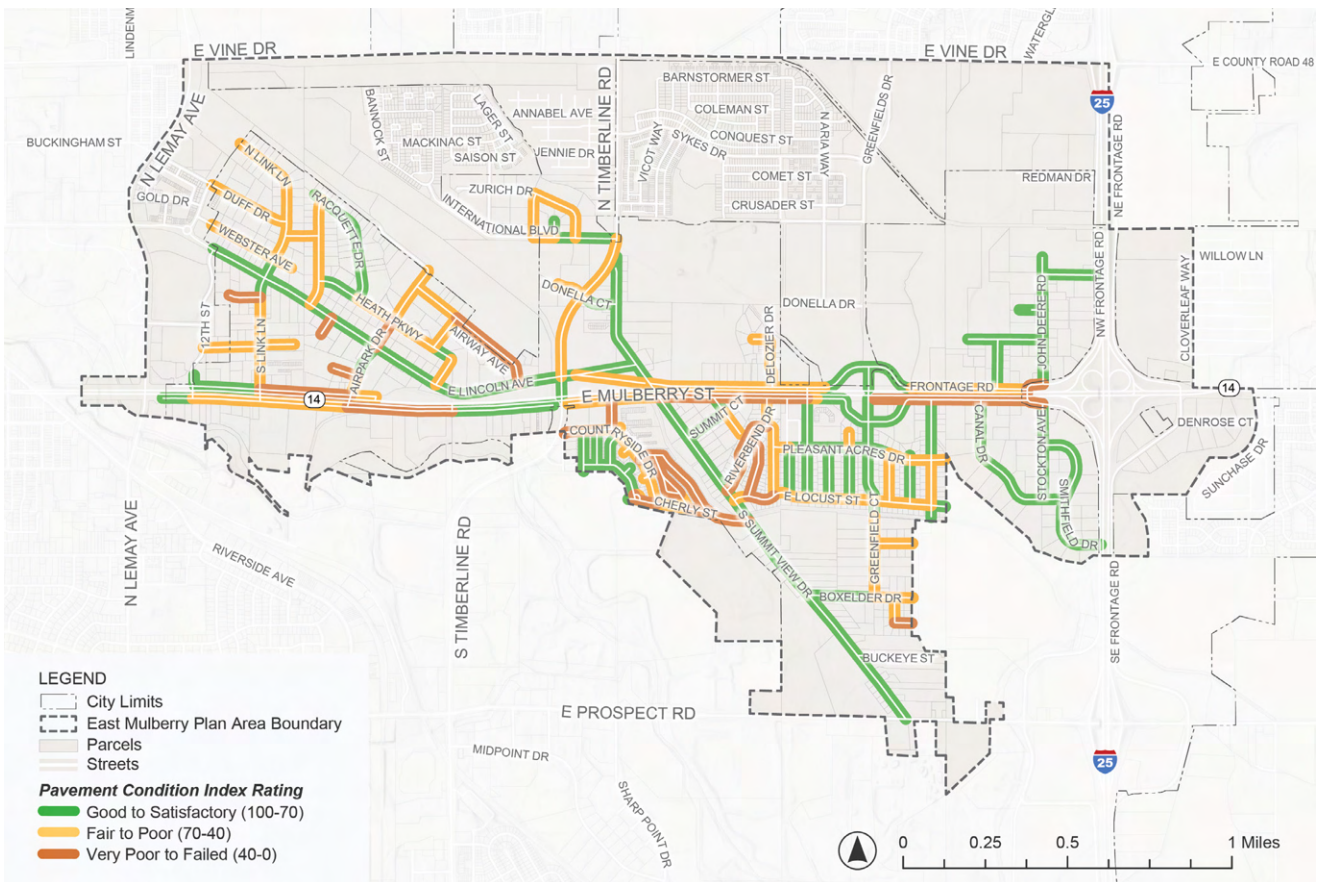 LINDENM
E VINE DR
E VINE DR
WATERGL
E COUNTY ROAD 48
25
BARNSTORMER ST
BANNOCK ST
LAGER ST
ANNABEL AVE
COLEMAN ST
N LEMAY AVE
N TIMBERLINE RD
BUCKINGHAM ST
MACKINAC ST
CONQUEST ST
N ARIA WAY
GREENFIELDS DR
NE FRONTAGE RD
N LINK LN
SAISON ST
JENNIE DR
VICOT WAY
SYKES DR
COMET ST
REDMAN DR
GOLD DR
DUFF DR
RACQUETTE DR
ZURICH DR
CRUSADER ST
INTERNATIONAL BLVD
WEBSTER AVE
NW FRONTAGE RD
WILLOW LN
CLOVERLEAF WAY
12TH ST
HEATH PKWY
DONELLA CT
DONELLA DR
JOHN DEERE RD
S LINK LN
AIRPARK DR
AIRWAY AVE
DELOZIER DR
E LINCOLN AVE
FRONTAGE RD
14
E MULBERRY ST
14
SUMMIT CT
CANAL DR
DENROSE CT
COUNTRYSIDE DR
RIVERBEND DR
PLEASANT ACRES DR
STOCKTON AVE
SUNCHASE DR
CHERLY ST
E LOCUST ST
SMITHFIELD DR
N LEMAY AVE
S TIMBERLINE RD
S SUMMIT VIEW DR
GREENFIELD CT
RIVERSIDE AVE
BOXELDER DR
SE FRONTAGE RD
BUCKEYE ST
E PROSPECT RD
MIDPOINT DR
SHARP POINT DR
25
LEGEND
City Limits
East Mulberry Plan Area Boundary
Parcels
Streets
Pavement Condition Index Rating
Good to Satisfactory (100-70)
Fair to Poor (70-40)
Very Poor to Failed (40-0)
0 0.25 0.5 1 Miles